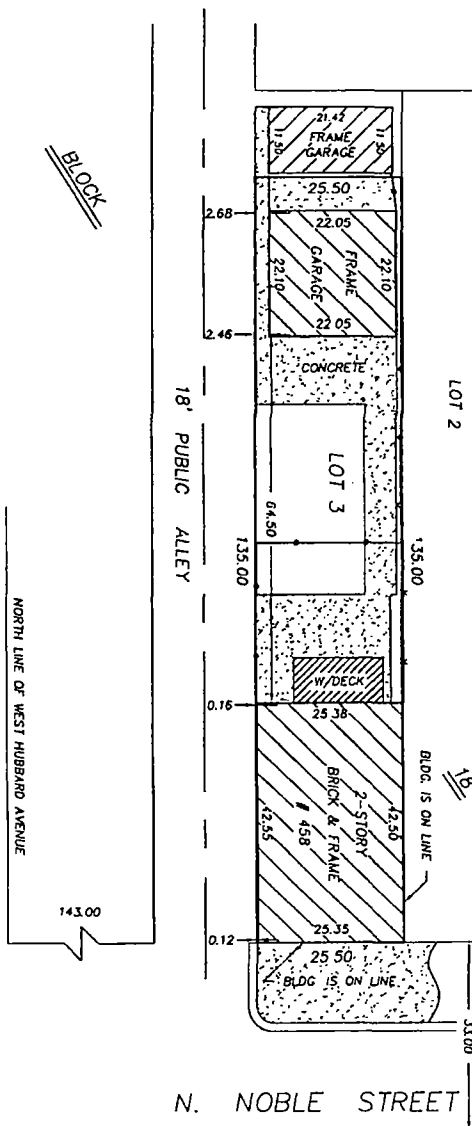 21.42
FRAME
GARAGE
11.50
11.50
BLOCK
25.50
2.68
22.05
FRAME
GARAGE
22.10
22.10
22.05
2.46
CONCRETE
LOT 2
18' PUBLIC ALLEY
LOT 3
64.50
135.00
135.00
W/DECK
0.16
25.38
18
BLDG. IS ON LINE
2-STORY
BRICK & FRAME
# 458
42.55
42.50
NORTH LINE OF WEST HUBBARD AVENUE
143.00
25.35
0.12
25.50
BLDG IS ON LINE
33.00
N. NOBLE STREET